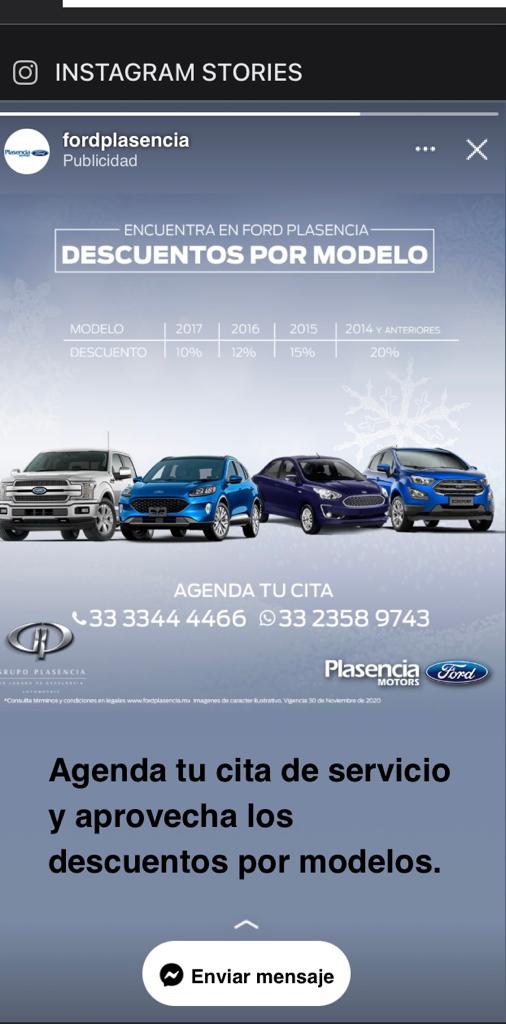 INSTAGRAM STORIES
fordplasencia
Publicidad
ENCUENTRA EN FORD PLASENCIA
DESCUENTOS POR MODELO
MODELO 2017 2016 2015 2014 Y ANTERIORES
DESCUENTO 10% 12% 15% 20%
AGENDA TU CITA
33 3344 4466 33 2358 9743
GRUPO PLASENCIA
Plasencia
MOTORS
Ford
*Consulta términos y condiciones en legales www.fordplasencia.mx Imagenes de caracter ilustrativo. Vigencia 30 de Noviembre de 2020
Agenda tu cita de servicio
y aprovecha los
descuentos por modelos.
Enviar mensaje